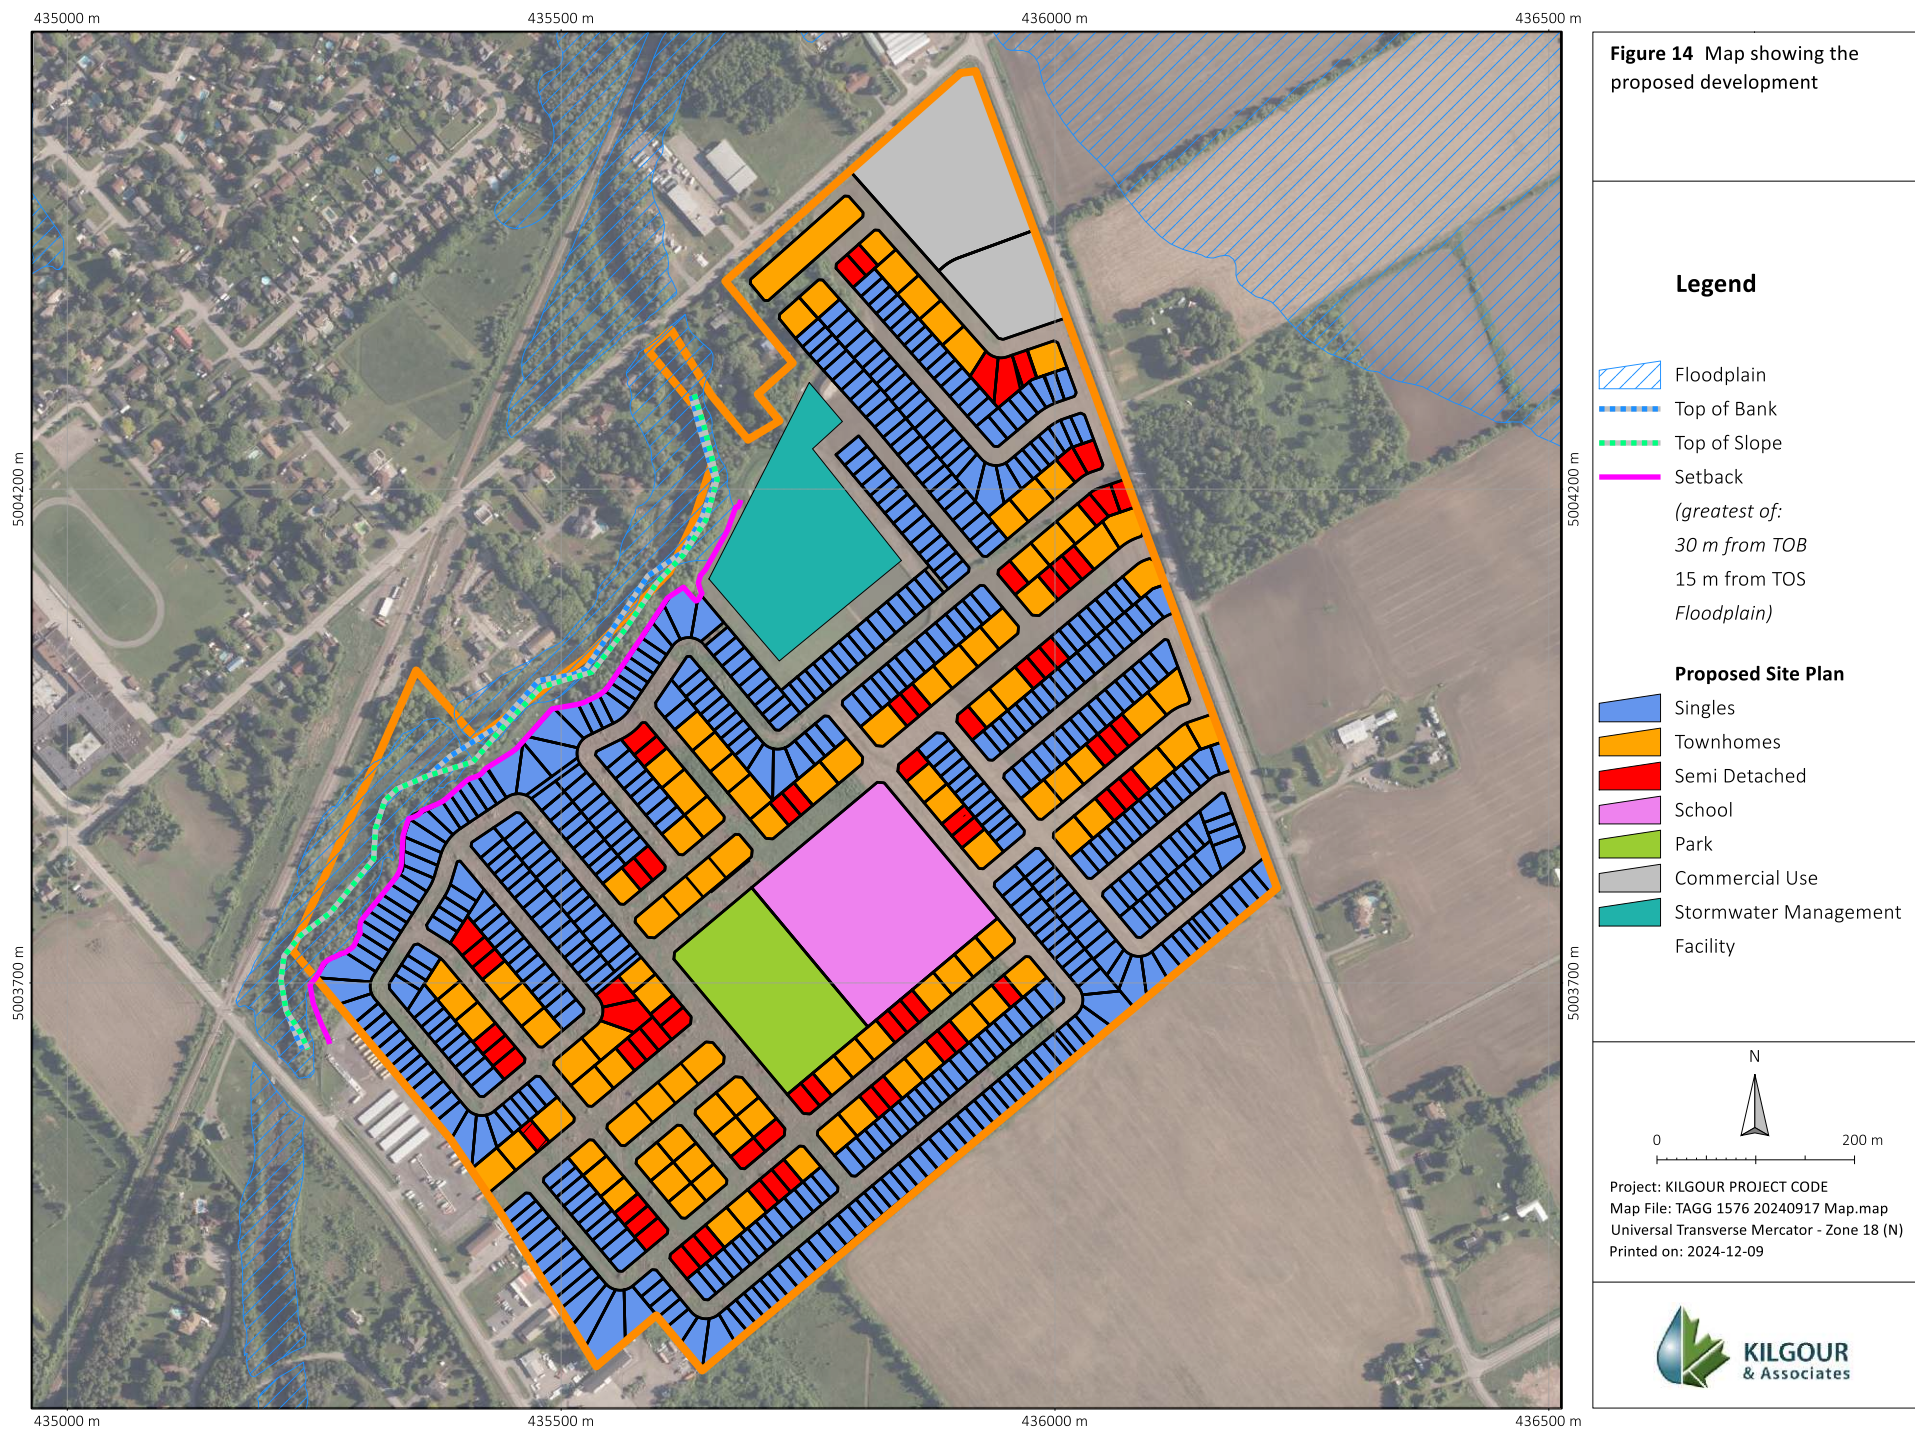 435000 m
435500 m
436000 m
436500 m
5004200 m
5003700 m
5004200 m
5003700 m
435000 m
435500 m
436000 m
436500 m
Figure 14 Map showing the
proposed development
Legend
Floodplain
Top of Bank
Top of Slope
Setback
(greatest of:
30 m from TOB
15 m from TOS
Floodplain)
Proposed Site Plan
Singles
Townhomes
Semi Detached
School
Park
Commercial Use
Stormwater Management
Facility
N
0
200 m
Project: KILGOUR PROJECT CODE
Map File: TAGG 1576 20240917 Map.map
Universal Transverse Mercator - Zone 18 (N)
Printed on: 2024-12-09
KILGOUR
& Associates